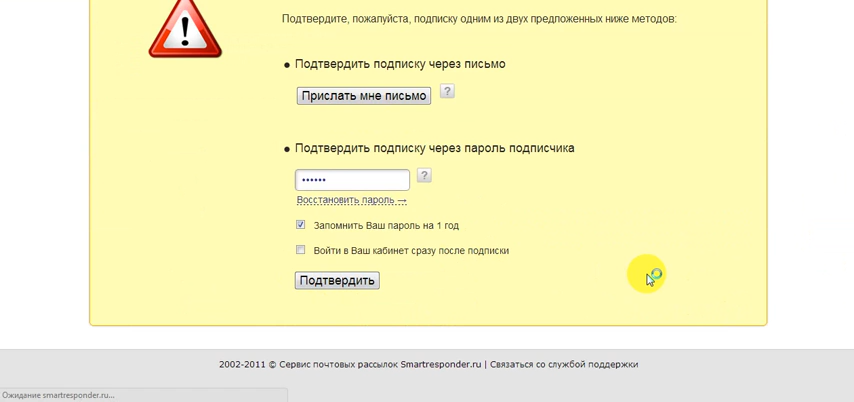 Подтвердите, пожалуйста, подписку одним из двух предложенных ниже методов:
Подтвердить подписку через письмо
Прислать мне письмо
?
Подтвердить подписку через пароль подписчика
••••••
?
Восстановить пароль →
Запомнить Ваш пароль на 1 год
Войти в Ваш кабинет сразу после подписки
Подтвердить
2002-2011 © Сервис почтовых рассылок Smartresponder.ru | Связаться со службой поддержки
Ожидание smartresponder.ru...